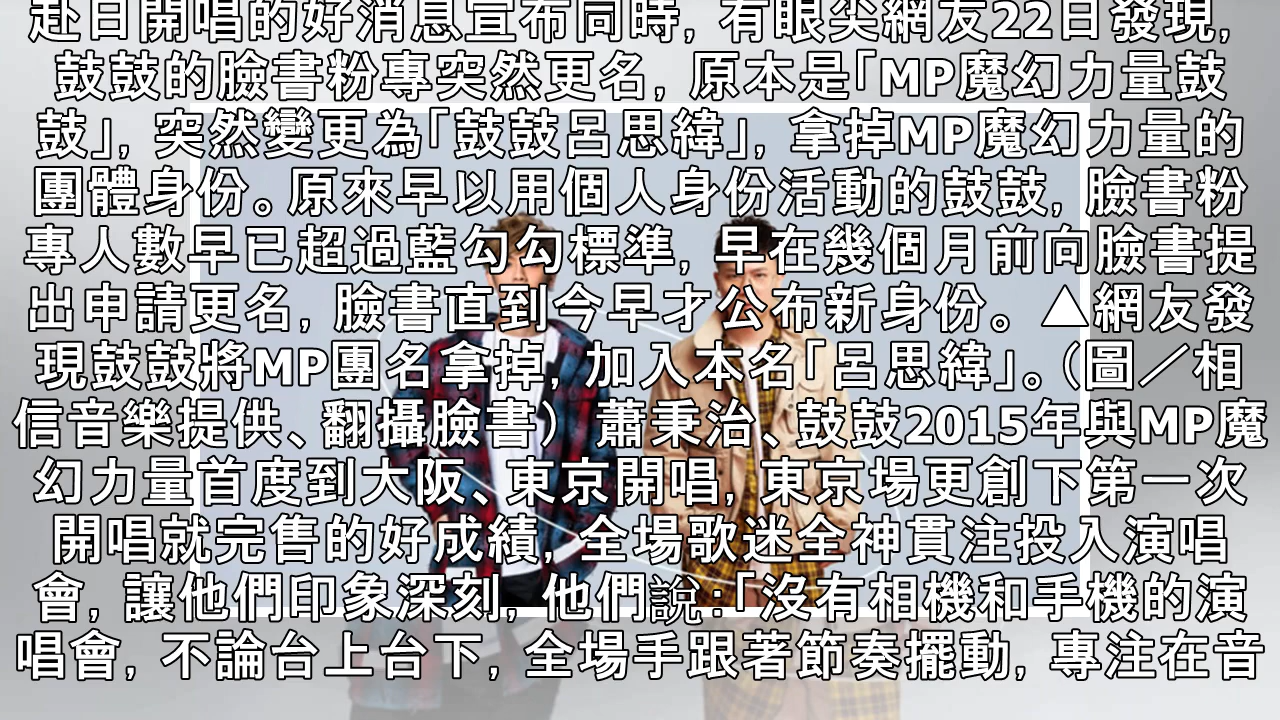 赴日開唱的好消息宣布同時, 有眼尖網友22日發現,
鼓鼓的臉書粉專突然更名, 原本是「MP魔幻力量鼓
鼓」, 突然變更為「鼓鼓呂思緯」, 拿掉MP魔幻力量的
團體身份。原來早以用個人身份活動的鼓鼓, 臉書粉
專人數早已超過藍勾勾標準, 早在幾個月前向臉書提
出申請更名, 臉書直到今早才公布新身份。▲網友發
現鼓鼓將MP團名拿掉, 加入本名「呂思緯」。(圖／相
信音樂提供、翻攝臉書) 蕭秉治、鼓鼓2015年與MP魔
幻力量首度到大阪、東京開唱, 東京場更創下第一次
開唱就完售的好成績, 全場歌迷全神貫注投入演唱
會, 讓他們印象深刻, 他們說:「沒有相機和手機的演
唱會, 不論台上台下, 全場手跟著節奏擺動, 專注在音